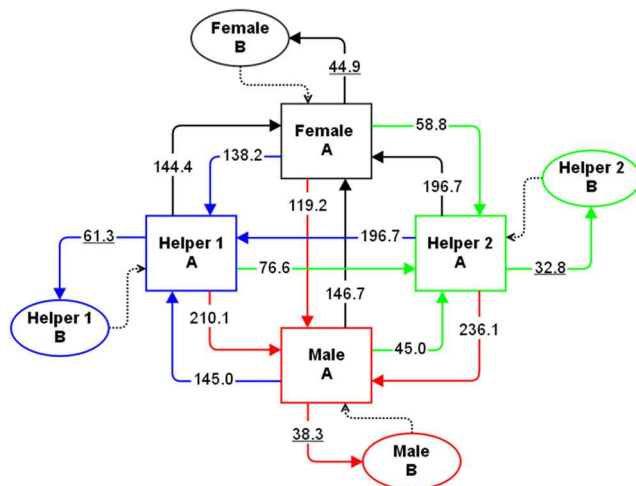 Female
B
44.9
Female
A
58.8
138.2
144.4
119.2
196.7
Helper 2
B
61.3
Helper 1
A
196.7
Helper 2
A
76.6
32.8
146.7
210.1
236.1
Helper 1
B
Male
A
45.0
145.0
38.3
Male
B